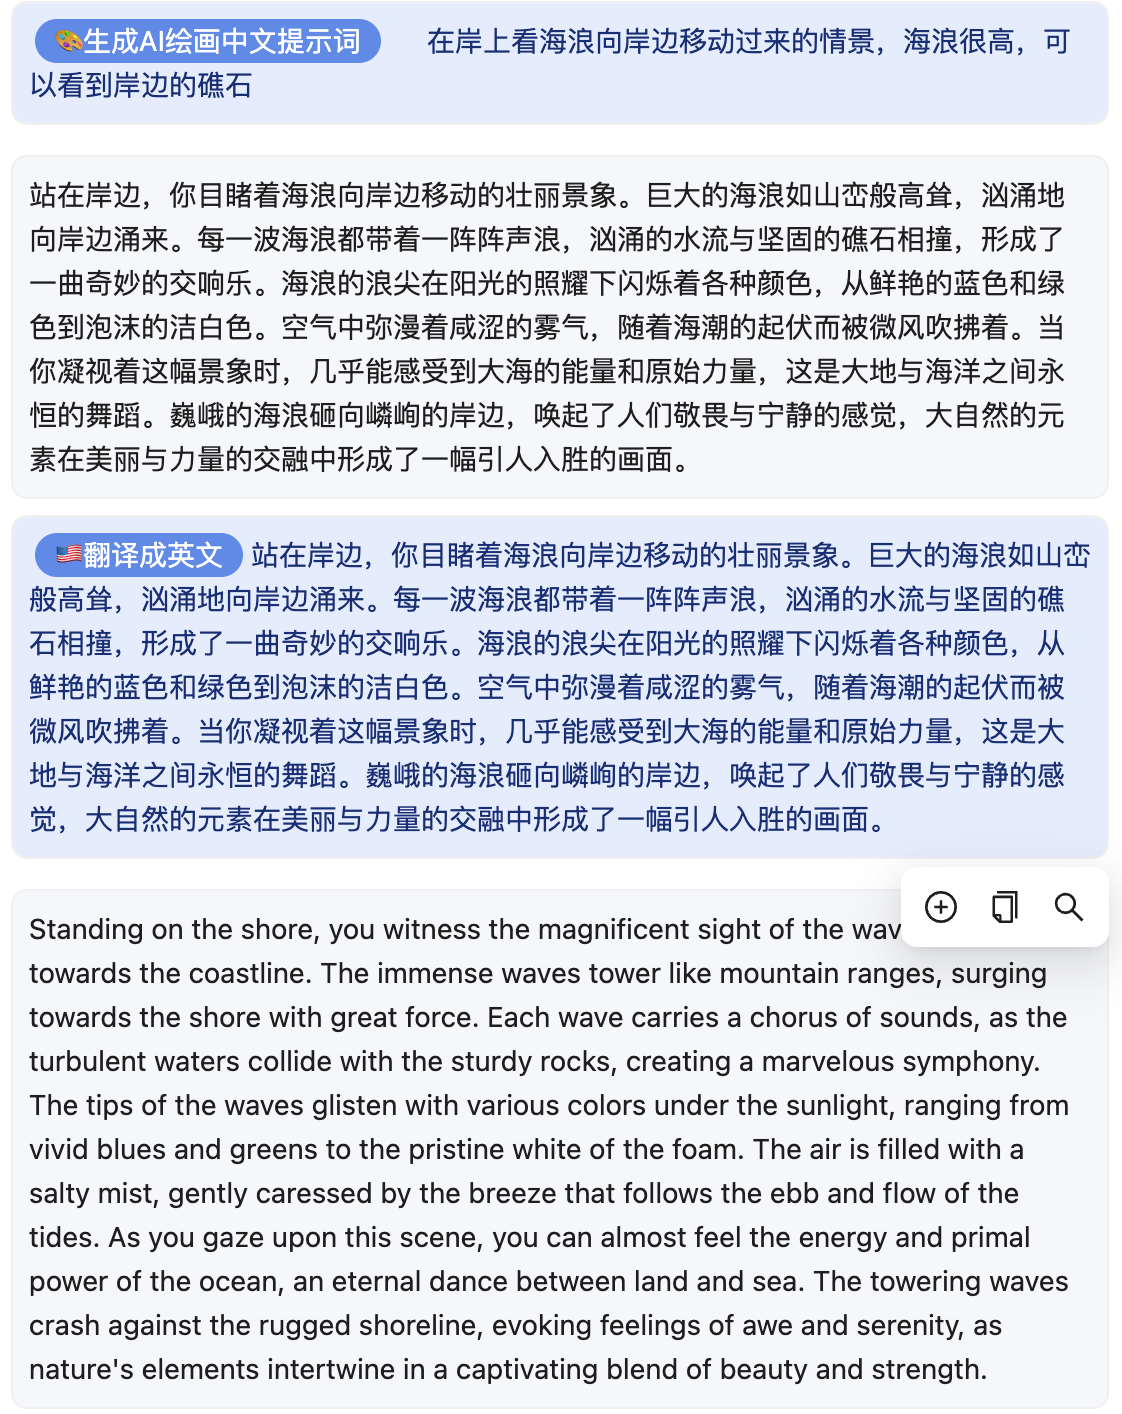 🎨生成AI绘画中文提示词 在岸上看海浪向岸边移动过来的情景，海浪很高，可
以看到岸边的礁石
站在岸边，你目睹着海浪向岸边移动的壮丽景象。巨大的海浪如山峦般高耸，汹涌地
向岸边涌来。每一波海浪都带着一阵阵声浪，汹涌的水流与坚固的礁石相撞，形成了
一曲奇妙的交响乐。海浪的浪尖在阳光的照耀下闪烁着各种颜色，从鲜艳的蓝色和绿
色到泡沫的洁白色。空气中弥漫着咸涩的雾气，随着海潮的起伏而被微风吹拂着。当
你凝视着这幅景象时，几乎能感受到大海的能量和原始力量，这是大地与海洋之间永
恒的舞蹈。巍峨的海浪砸向嶙峋的岸边，唤起了人们敬畏与宁静的感觉，大自然的元
素在美丽与力量的交融中形成了一幅引人入胜的画面。
🇺🇸翻译成英文 站在岸边，你目睹着海浪向岸边移动的壮丽景象。巨大的海浪如山峦
般高耸，汹涌地向岸边涌来。每一波海浪都带着一阵阵声浪，汹涌的水流与坚固的礁
石相撞，形成了一曲奇妙的交响乐。海浪的浪尖在阳光的照耀下闪烁着各种颜色，从
鲜艳的蓝色和绿色到泡沫的洁白色。空气中弥漫着咸涩的雾气，随着海潮的起伏而被
微风吹拂着。当你凝视着这幅景象时，几乎能感受到大海的能量和原始力量，这是大
地与海洋之间永恒的舞蹈。巍峨的海浪砸向嶙峋的岸边，唤起了人们敬畏与宁静的感
觉，大自然的元素在美丽与力量的交融中形成了一幅引人入胜的画面。
Standing on the shore, you witness the magnificent sight of the
towards the coastline. The immense waves tower like mountain ranges, surging
towards the shore with great force. Each wave carries a chorus of sounds, as the
turbulent waters collide with the sturdy rocks, creating a marvelous symphony.
The tips of the waves glisten with various colors under the sunlight, ranging from
vivid blues and greens to the pristine white of the foam. The air is filled with a
salty mist, gently caressed by the breeze that follows the ebb and flow of the
tides. As you gaze upon this scene, you can almost feel the energy and primal
power of the ocean, an eternal dance between land and sea. The towering waves
crash against the rugged shoreline, evoking feelings of awe and serenity, as
nature's elements intertwine in a captivating blend of beauty and strength.